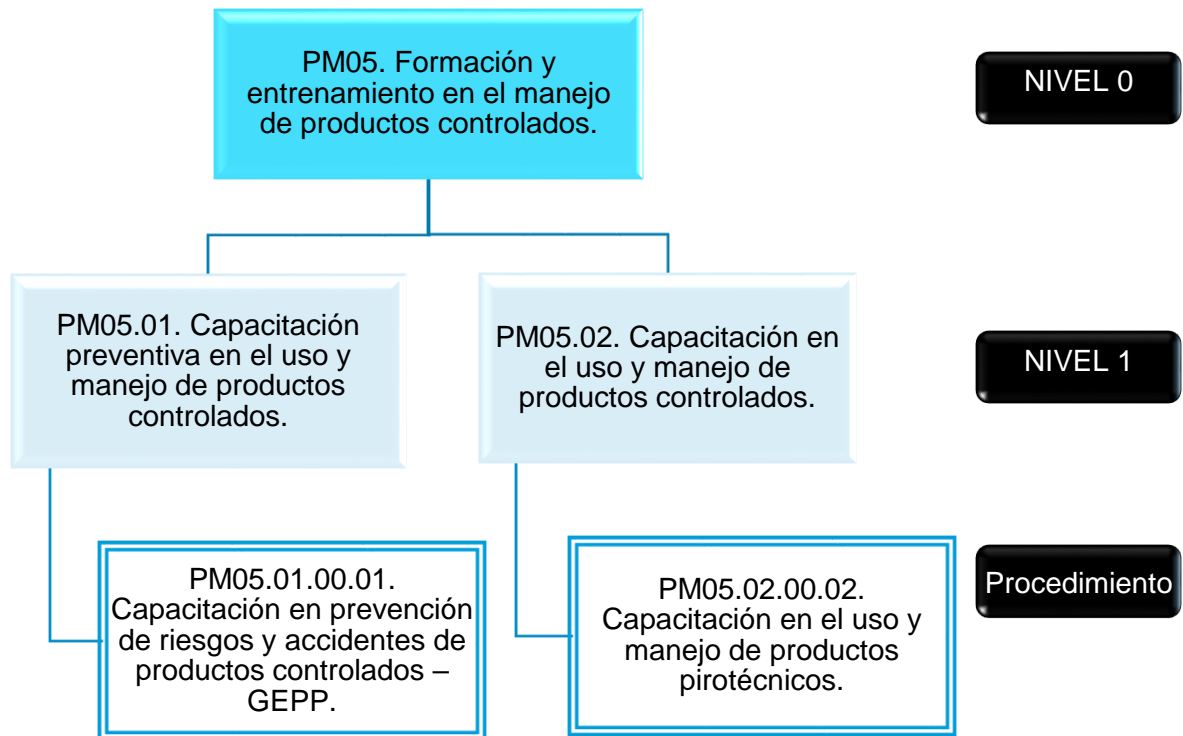 PM05. Formación y
entrenamiento en el manejo
de productos controlados.
NIVEL 0
PM05.01. Capacitación
preventiva en el uso y
manejo de productos
controlados.
PM05.02. Capacitación en
el uso y manejo de
productos controlados.
NIVEL 1
PM05.01.00.01.
Capacitación en prevención
de riesgos y accidentes de
productos controlados –
GEPP.
PM05.02.00.02.
Capacitación en el uso y
manejo de productos
pirotécnicos.
Procedimiento